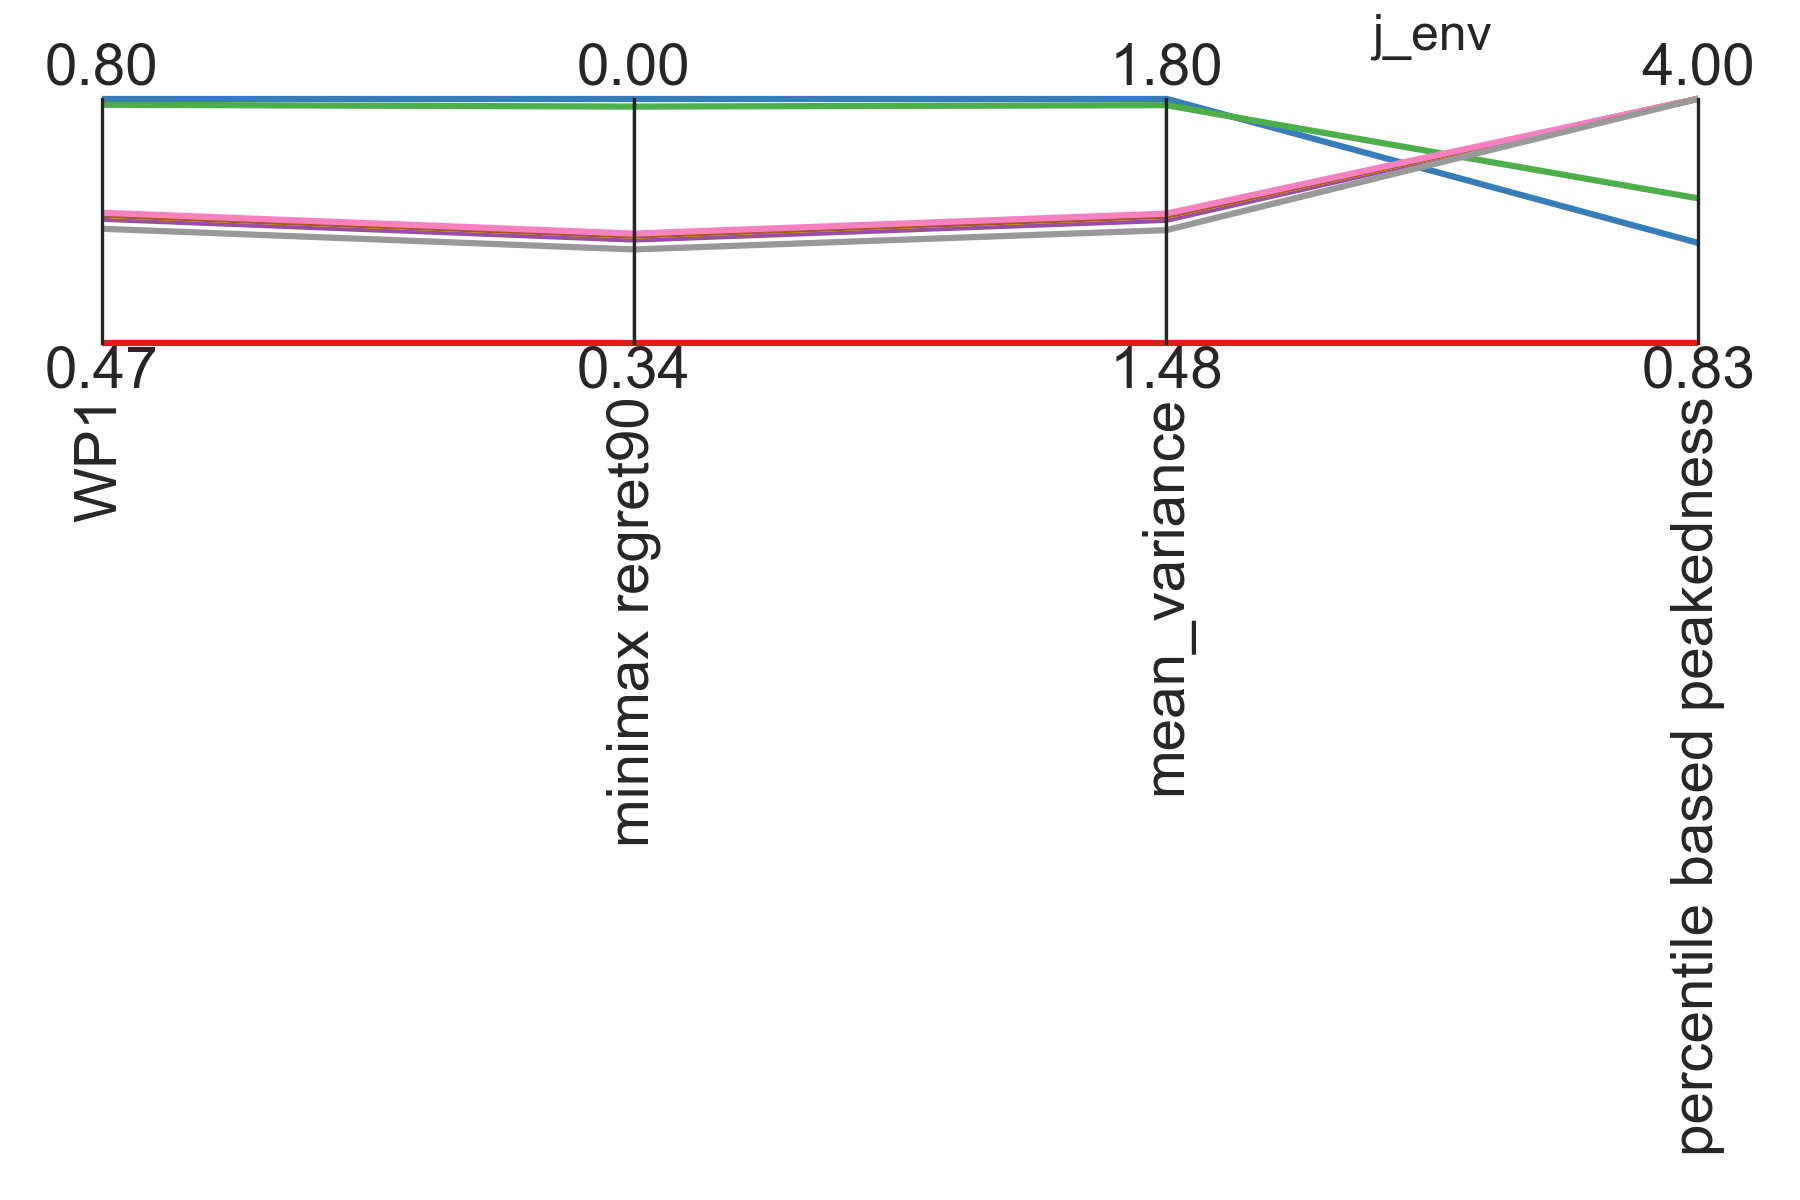 j_env
0.80
0.00
1.80
4.00
0.47
0.34
1.48
0.83
WP1
minimax regret90
mean_variance
percentile based peakedness